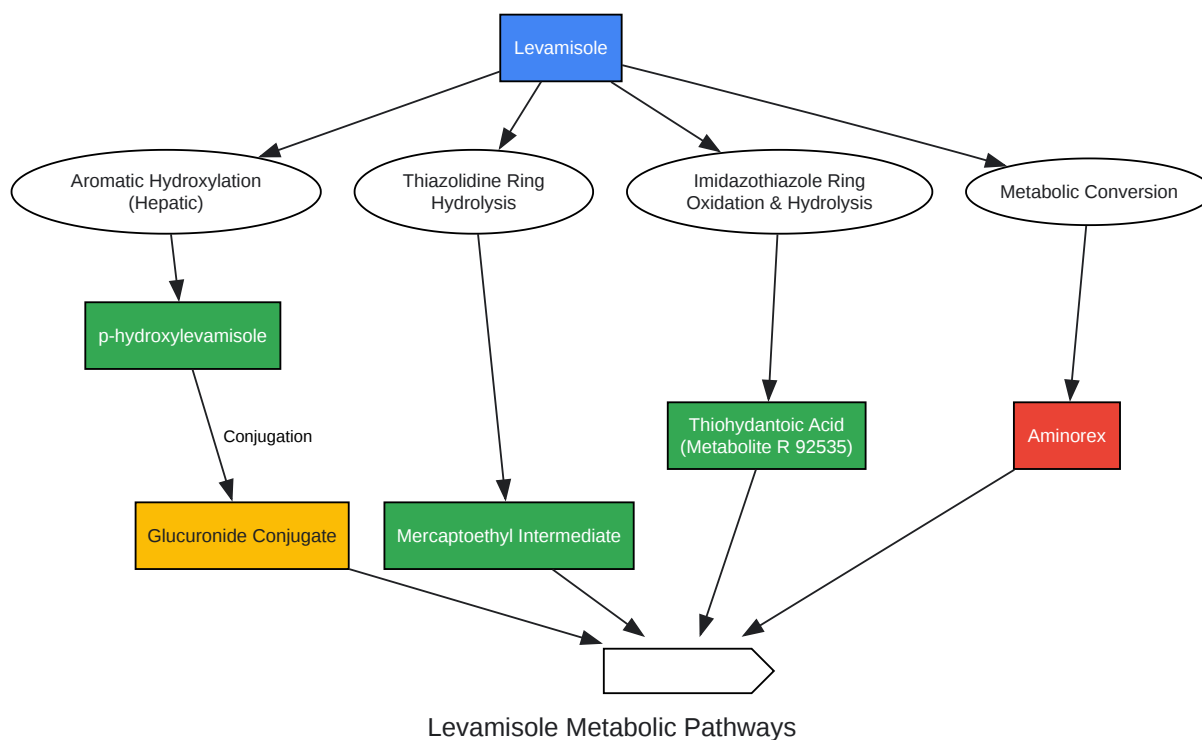 Levamisole
Aromatic Hydroxylation
(Hepatic)
Thiazolidine Ring
Hydrolysis
Imidazothiazole Ring
Oxidation & Hydrolysis
Metabolic Conversion
p-hydroxylevamisole
Conjugation
Thiohydantoic Acid
(Metabolite R 92535)
Aminorex
Glucuronide Conjugate
Mercaptoethyl Intermediate
Levamisole Metabolic Pathways